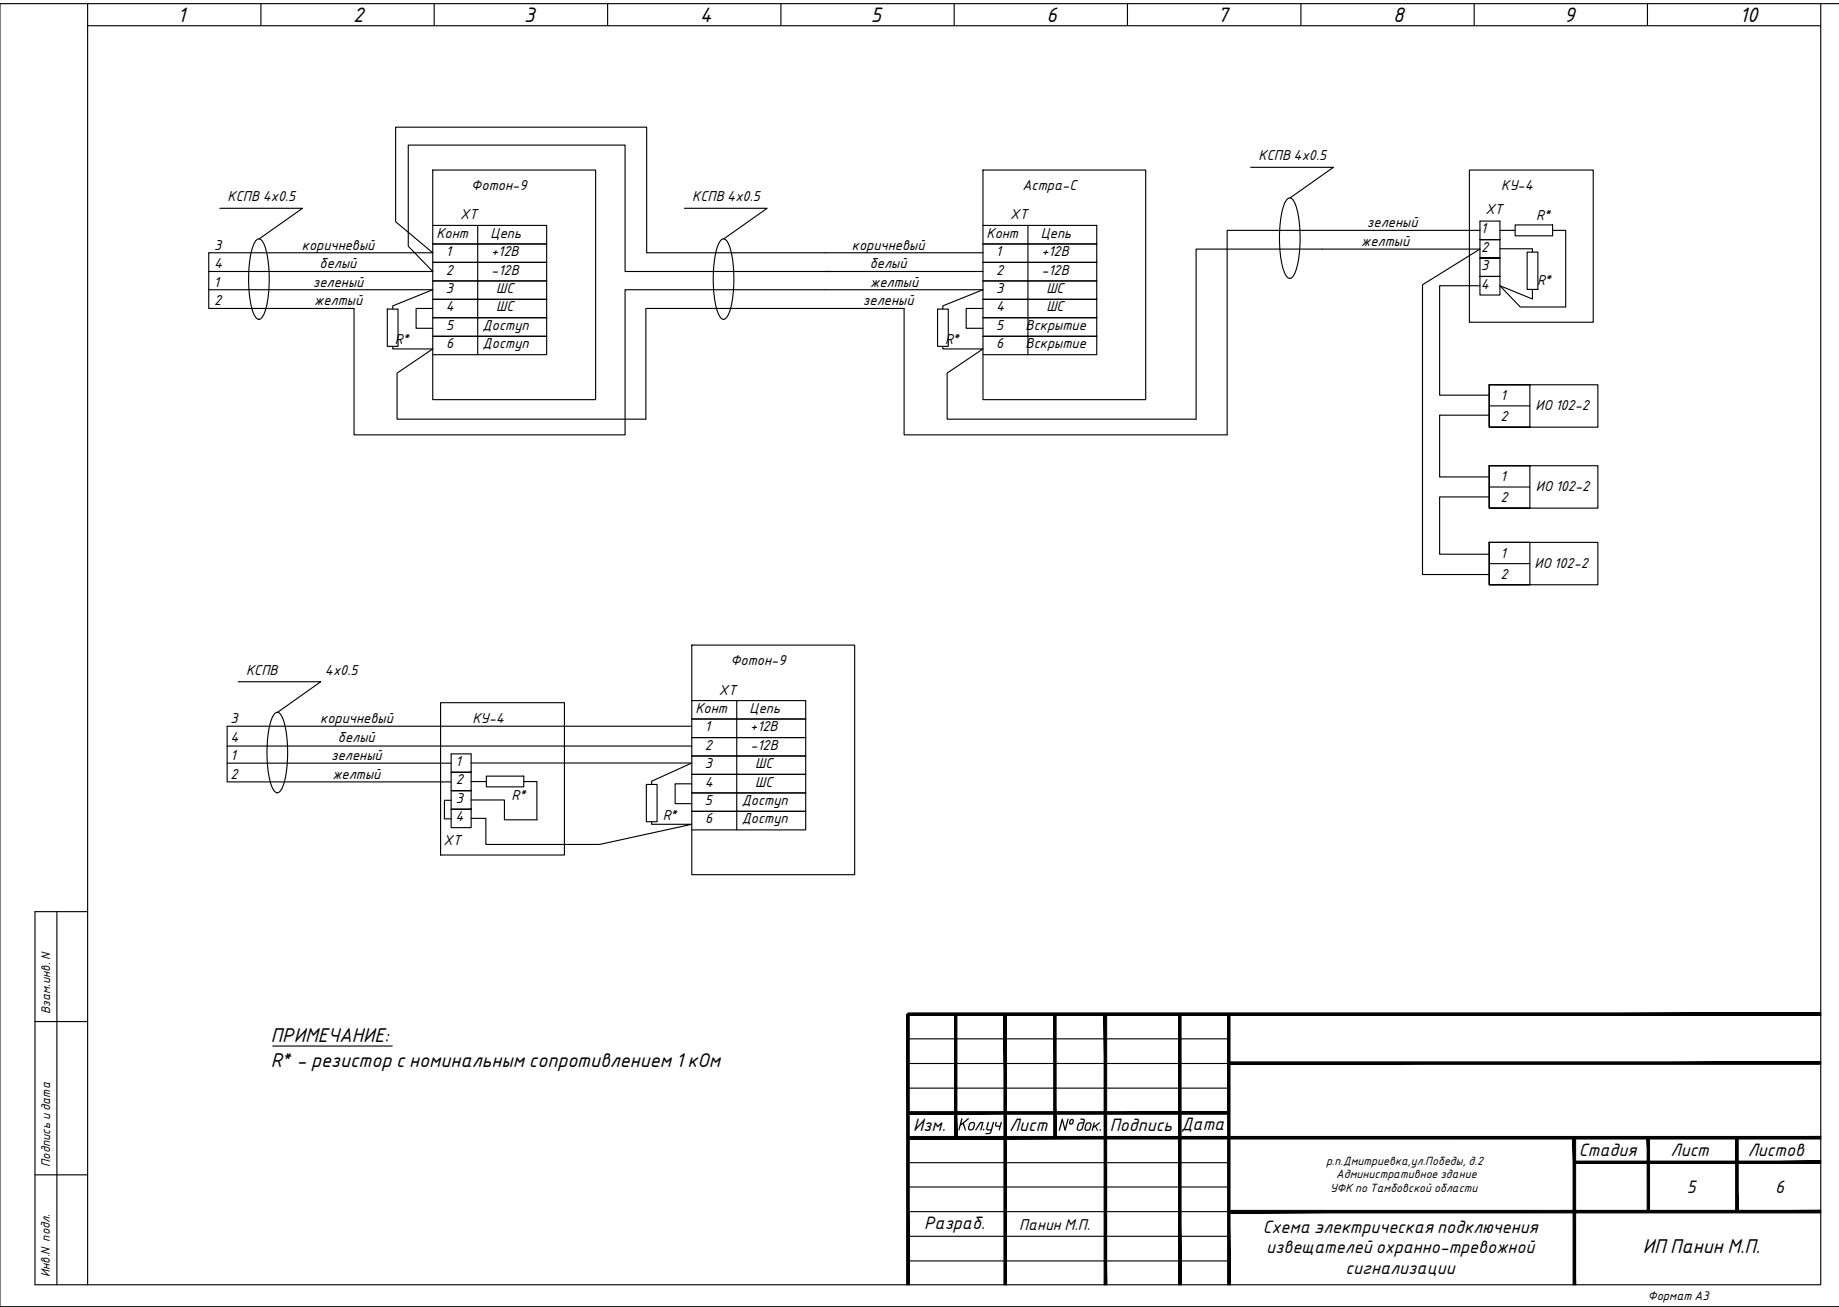 1 2 3 4 5 6 7 8 9 10
КСПВ 4x0.5
3 коричневый
4 белый
1 зеленый
2 желтый
Фотон-9
XT
Конт Цепь
1 +12В
2 -12В
3 ШС
4 ШС
5 Доступ
6 Доступ
R*
КСПВ 4x0.5
коричневый
белый
желтый
зеленый
Астра-С
XT
Конт Цепь
1 +12В
2 -12В
3 ШС
4 ШС
5 Вскрытие
6 Вскрытие
R*
КСПВ 4x0.5
зеленый
желтый
КУ-4
XT
1
2
3
4
R*
R*
1
2
ИО 102-2
1
2
ИО 102-2
1
2
ИО 102-2
КСПВ 4x0.5
3 коричневый
4 белый
1 зеленый
2 желтый
КУ-4
1
2
3
4
R*
XT
Фотон-9
XT
Конт Цепь
1 +12В
2 -12В
3 ШС
4 ШС
5 Доступ
6 Доступ
R*
ПРИМЕЧАНИЕ:
R* - резистор с номинальным сопротивлением 1 кОм
Взам.инв. N
Подпись и дата
Инв.N подл.
Изм. Кол.уч Лист № док. Подпись Дата
р.п.Дмитриевка,ул.Победы, д.2
Административное здание
УФК по Тамбовской области
Стадия Лист Листов
5 6
Разраб. Панин М.П.
Схема электрическая подключения
извещателей охранно-тревожной
сигнализации
ИП Панин М.П.
Формат А3